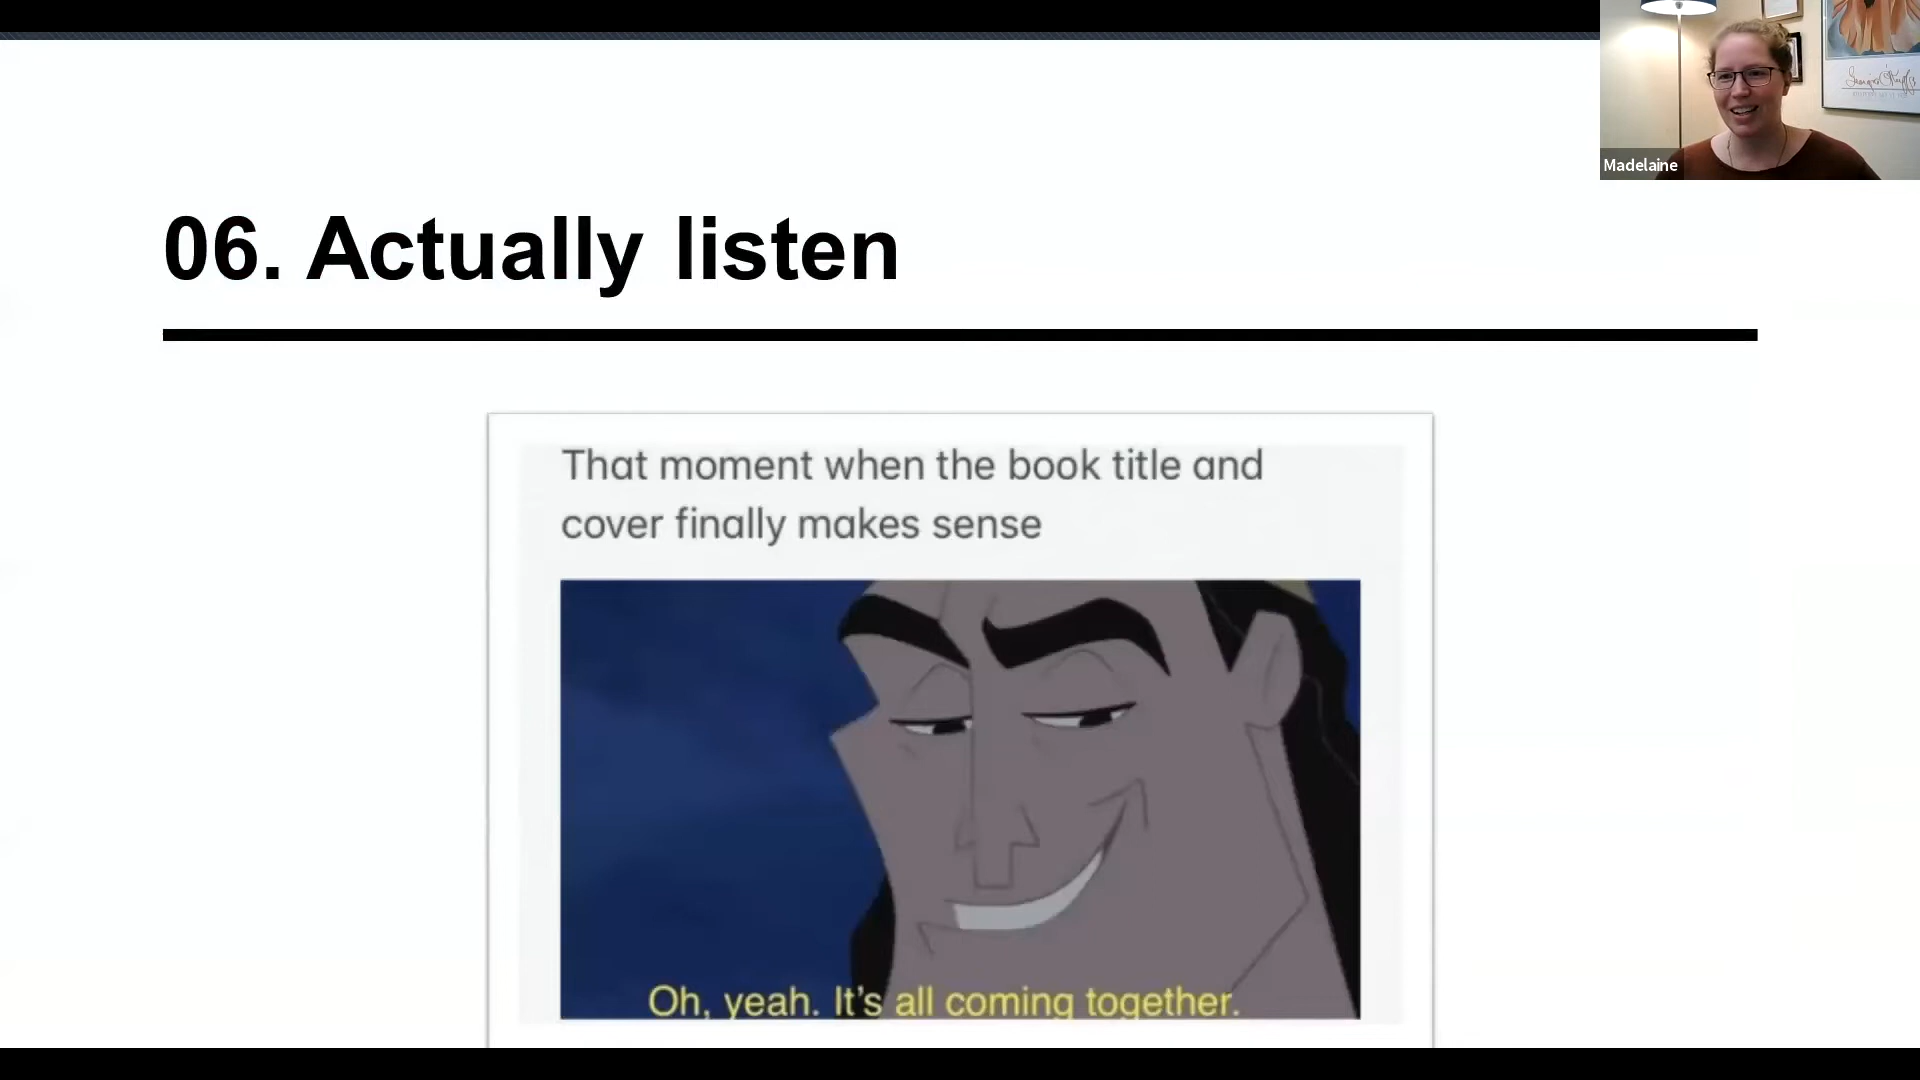 06. Actually listen
That moment when the book title and
cover finally makes sense
Oh, yeah. It's all coming together.
Madelaine